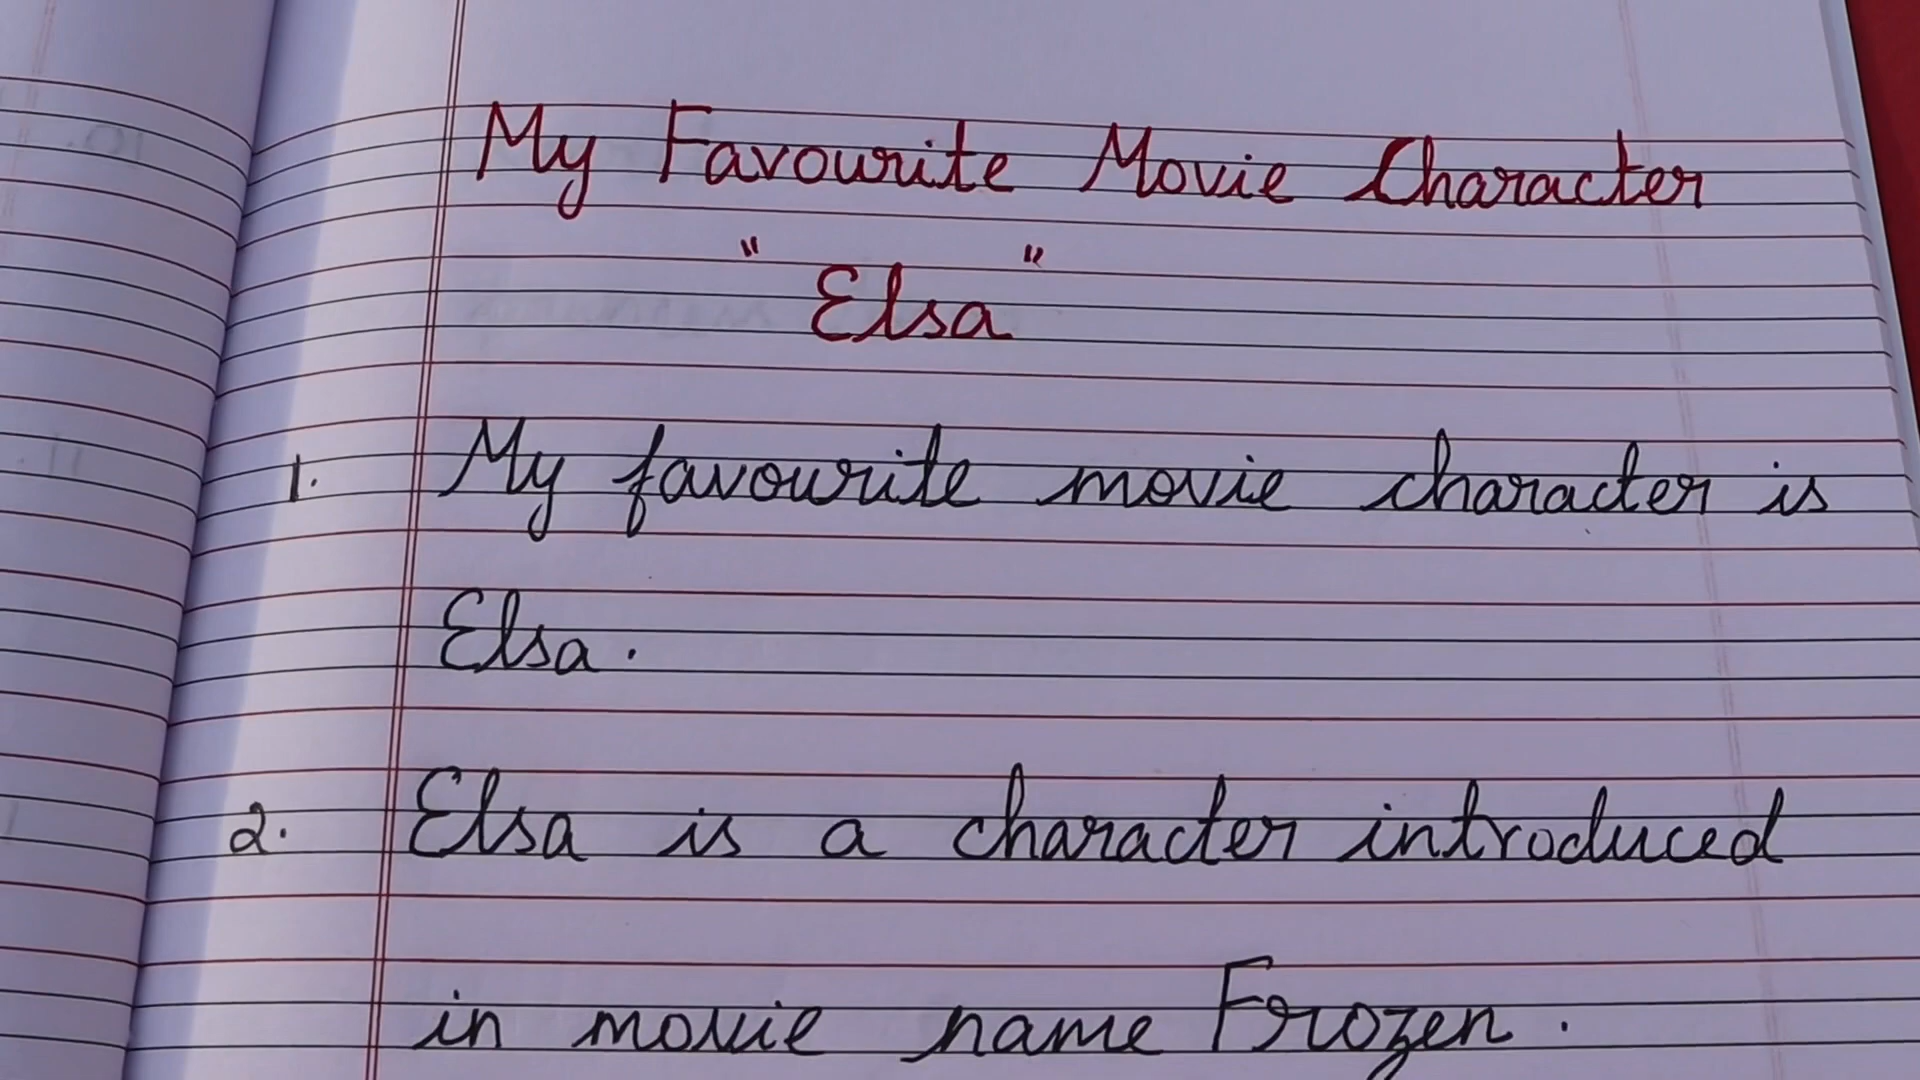 My Favourite Movie Character
"Elsa"
1. My favourite movie character is
Elsa.
2. Elsa is a character introduced
in movie name Frozen.